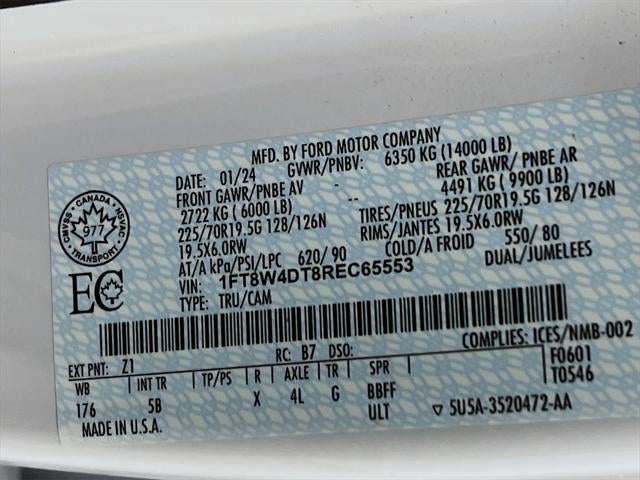 MFD. BY FORD MOTOR COMPANY
DATE: 01/24 GVWR/PNBV: 6350 KG (14000 LB)
FRONT GAWR/PNBE AV - REAR GAWR/ PNBE AR
2722 KG ( 6000 LB) -- 4491 KG ( 9900 LB)
225/70R19.5G 128/126N TIRES/PNEUS 225/70R19.5G 128/126N
19.5X6.0RW RIMS/JANTES 19.5X6.0RW
AT/A kPa/PSI/LPC 620/ 90 COLD/A FROID 550/ 80
VIN: 1FT8W4DT8REC65553 DUAL/JUMELEES
TYPE: TRU/CAM
CANADA
CMVSS NSVAC
977
TRANSPORT
EC
COMPLIES: ICES/NMB-002
EXT PNT: Z1 RC: B7 DSO: F0601
WB INT TR TP/PS R AXLE TR SPR T0546
176 5B X 4L G BBFF
MADE IN U.S.A. ULT ▽ 5U5A-3520472-AA